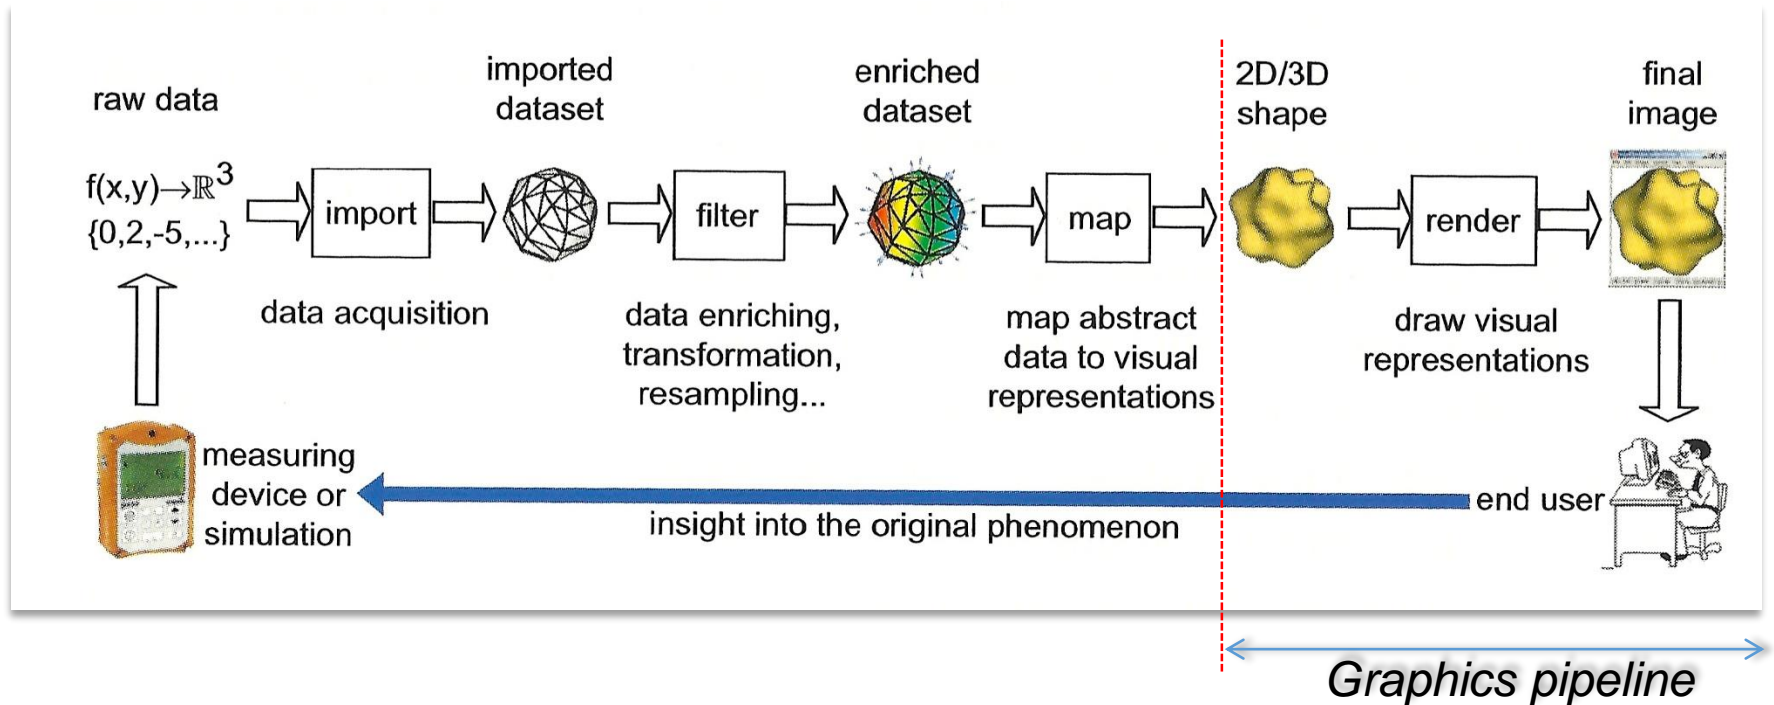 raw data
f(x,y)→ℝ³
{0,2,-5,...}
import
data acquisition
imported
dataset
filter
data enriching,
transformation,
resampling...
enriched
dataset
map
map abstract
data to visual
representations
2D/3D
shape
render
draw visual
representations
final
image
measuring
device or
simulation
insight into the original phenomenon
end user
Graphics pipeline